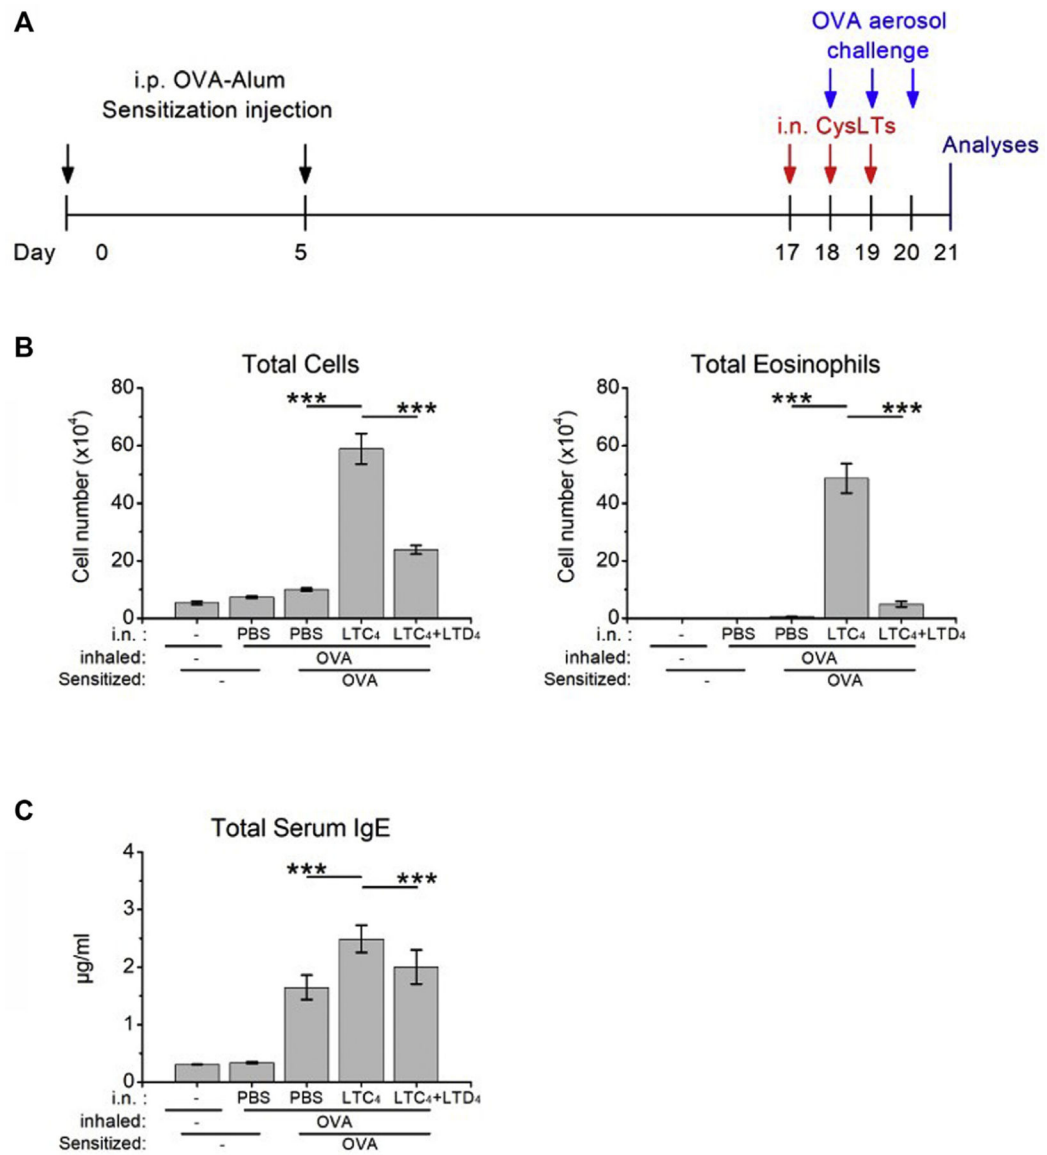 A
OVA aerosol
challenge
i.p. OVA-Alum
Sensitization injection
i.n. CysLTs
Analyses
Day 0 5 17 18 19 20 21
B
Total Cells
Cell number (x10⁴)
80
60
40
20
0
*** ***
i.n. : - PBS PBS LTC₄ LTC₄+LTD₄
inhaled: - OVA
Sensitized: - OVA
Total Eosinophils
Cell number (x10⁴)
80
60
40
20
0
*** ***
i.n. : - PBS PBS LTC₄ LTC₄+LTD₄
inhaled: - OVA
Sensitized: - OVA
C
Total Serum IgE
µg/ml
4
3
2
1
0
*** ***
i.n. : - PBS PBS LTC₄ LTC₄+LTD₄
inhaled: - OVA
Sensitized: - OVA